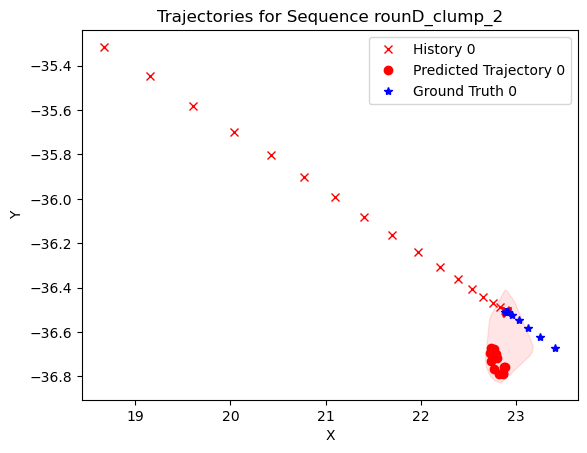 Trajectories for Sequence rounD_clump_2
History 0
Predicted Trajectory 0
Ground Truth 0
Y
−35.4
−35.6
−35.8
−36.0
−36.2
−36.4
−36.6
−36.8
19 20 21 22 23
X